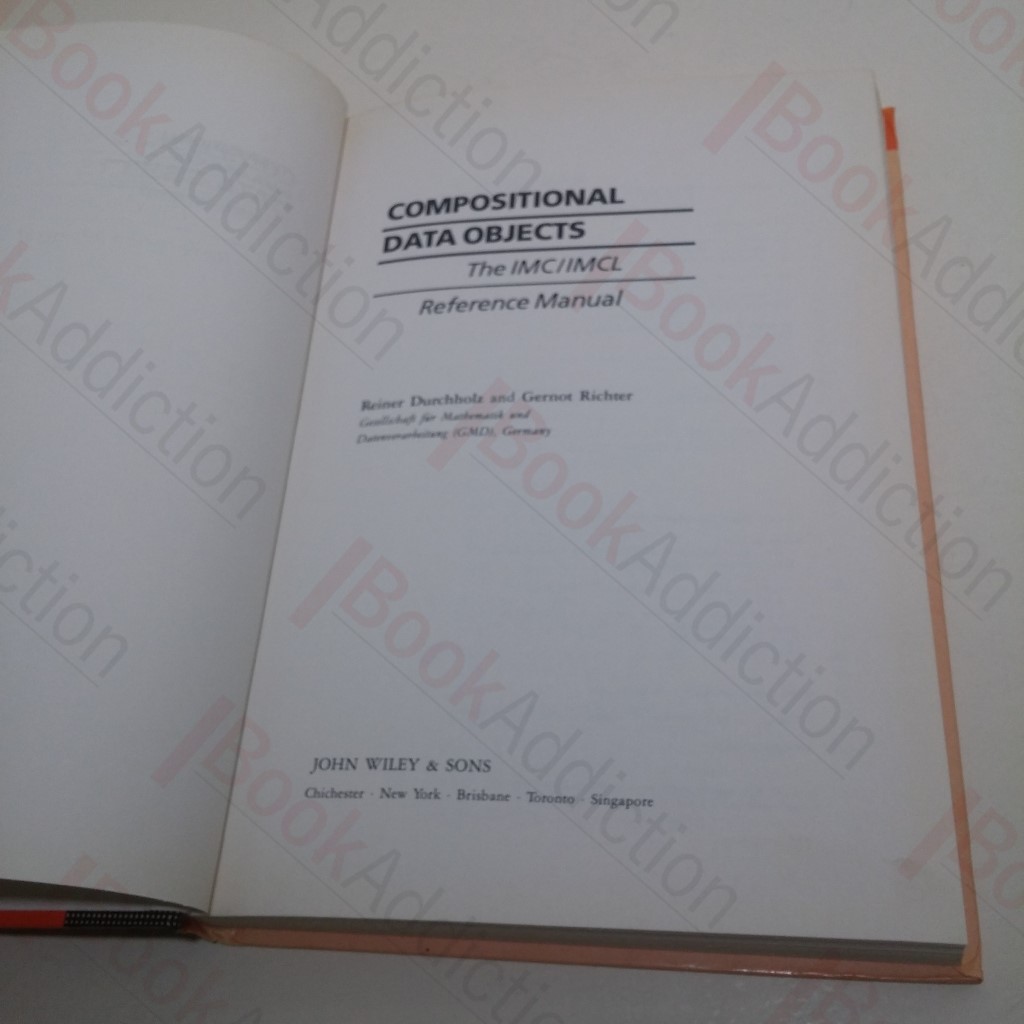 COMPOSITIONAL
DATA OBJECTS
The IMC/IMCL
Reference Manual
Reiner Durchholz and Gernot Richter
Gesellschaft für Mathematik und
Datenverarbeitung (GMD), Germany
JOHN WILEY & SONS
Chichester · New York · Brisbane · Toronto · Singapore
BookAddiction